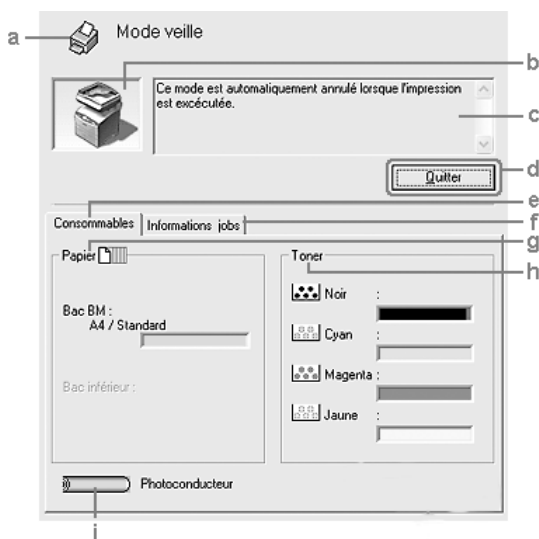 a
Mode veille
b
Ce mode est automatiquement annulé lorsque l'impression
est excéculée.
c
d
Quitter
e
Consommables
Informations jobs
f
g
Papier
Toner
h
Bac BM :
A4 / Standard
Bac inférieur :
Noir :
Cyan :
Magenta :
Jaune :
Photoconducteur
i